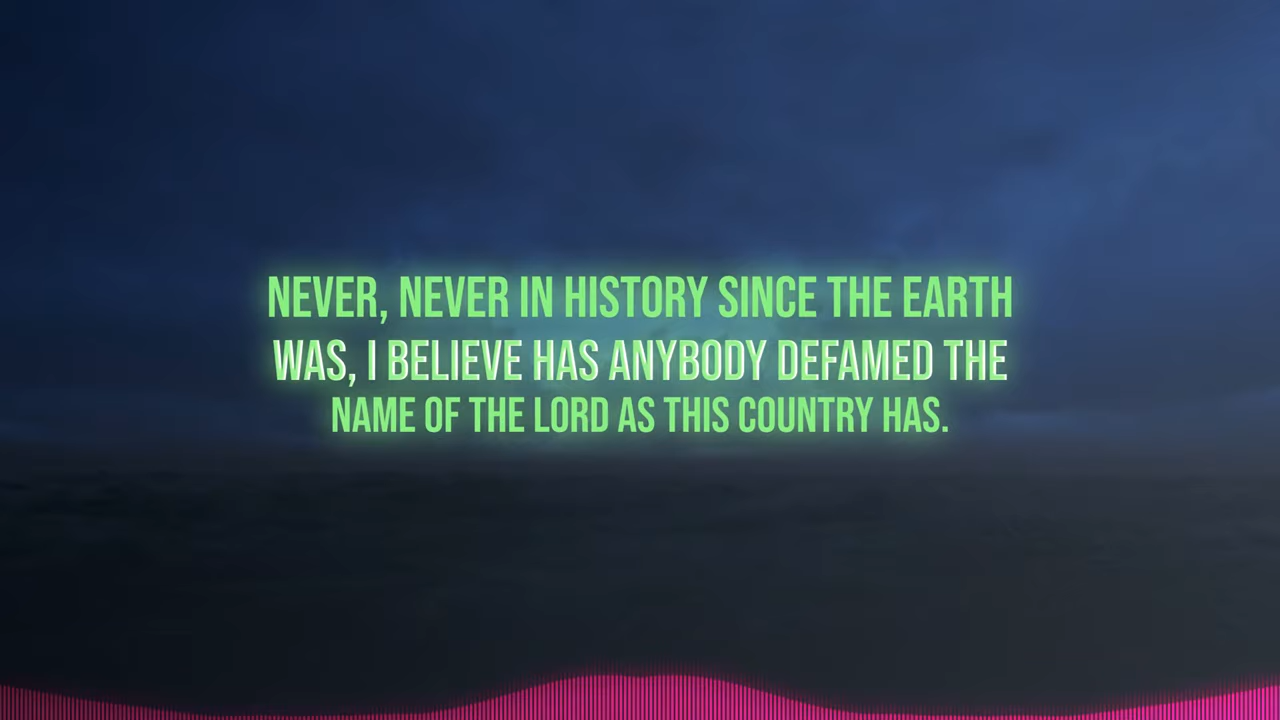 NEVER, NEVER IN HISTORY SINCE THE EARTH
WAS, I BELIEVE HAS ANYBODY DEFAMED THE
NAME OF THE LORD AS THIS COUNTRY HAS.